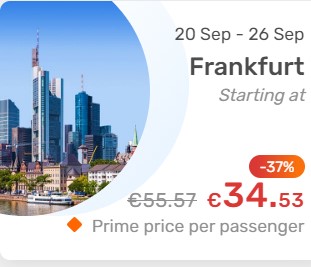 20 Sep - 26 Sep
Frankfurt
Starting at
-37%
€55.57 €34.53
Prime price per passenger